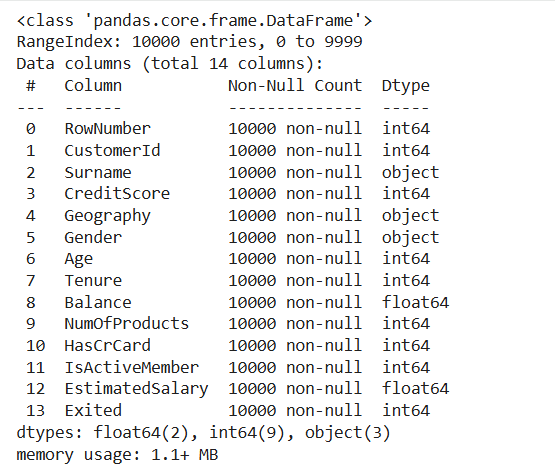 <class 'pandas.core.frame.DataFrame'>
RangeIndex: 10000 entries, 0 to 9999
Data columns (total 14 columns):
 #   Column           Non-Null Count  Dtype
---  ------           --------------  -----
 0   RowNumber        10000 non-null  int64
 1   CustomerId       10000 non-null  int64
 2   Surname          10000 non-null  object
 3   CreditScore      10000 non-null  int64
 4   Geography        10000 non-null  object
 5   Gender           10000 non-null  object
 6   Age              10000 non-null  int64
 7   Tenure           10000 non-null  int64
 8   Balance          10000 non-null  float64
 9   NumOfProducts    10000 non-null  int64
 10  HasCrCard        10000 non-null  int64
 11  IsActiveMember   10000 non-null  int64
 12  EstimatedSalary  10000 non-null  float64
 13  Exited           10000 non-null  int64
dtypes: float64(2), int64(9), object(3)
memory usage: 1.1+ MB